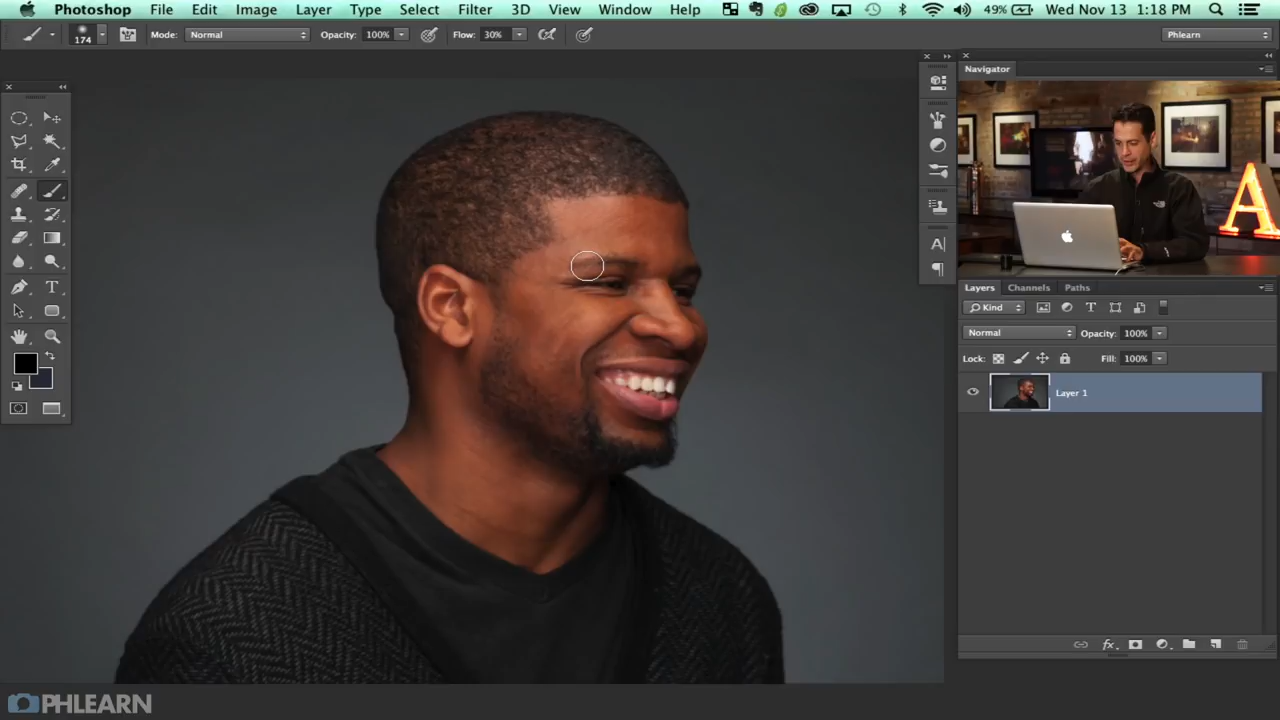 Photoshop File Edit Image Layer Type Select Filter 3D View Window Help 49% Wed Nov 13 1:18 PM
174 Mode: Normal Opacity: 100% Flow: 30% Phlearn
Navigator
A
Layers Channels Paths
Kind T
Normal Opacity: 100%
Lock: Fill: 100%
Layer 1
fx
T
A
PHLEARN